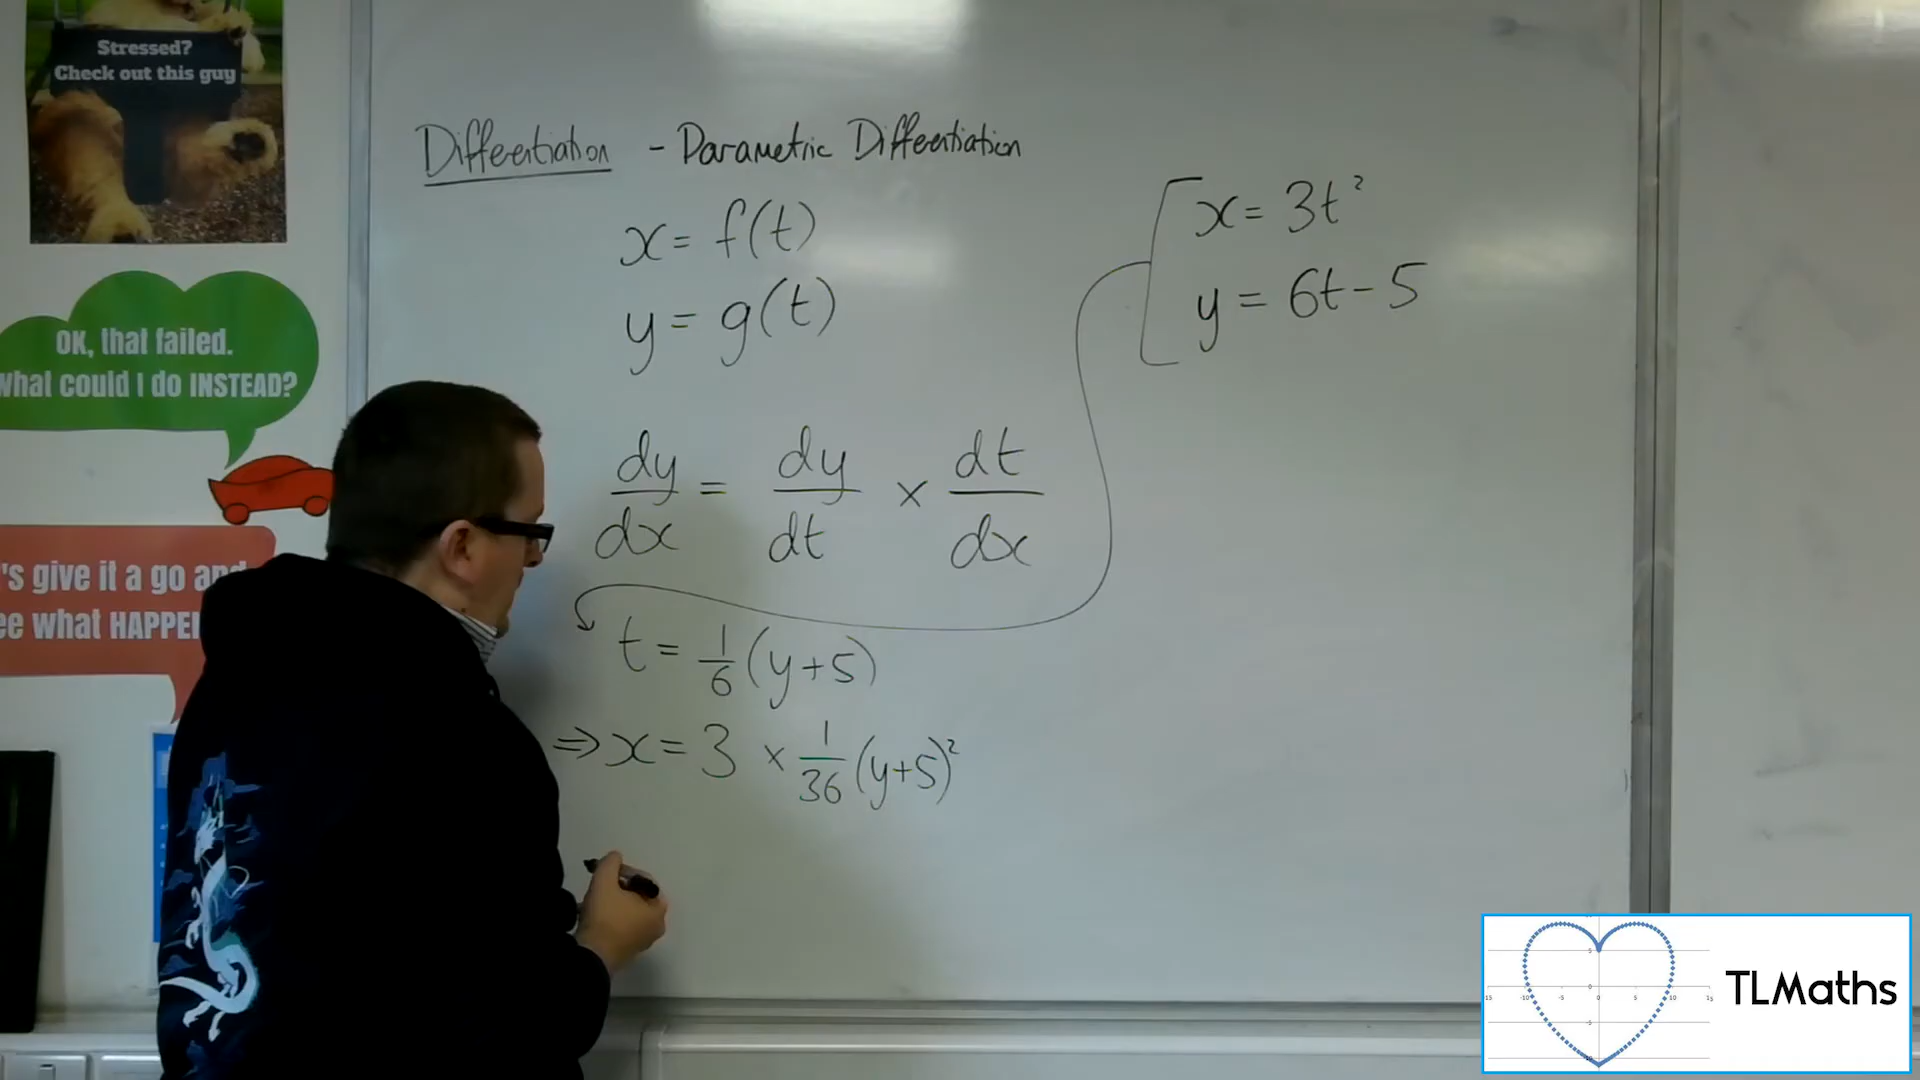 Stressed?
Check out this guy
OK, that failed.
What could I do INSTEAD?
's give it a go and
ee what HAPPE
Differentiation - Parametric Differentiation
x = f(t)
y = g(t)
dy/dx = dy/dt × dt/dx
t = 1/6 (y+5)
⇒ x = 3 × 1/36 (y+5)²
x = 3t²
y = 6t - 5
TLMaths